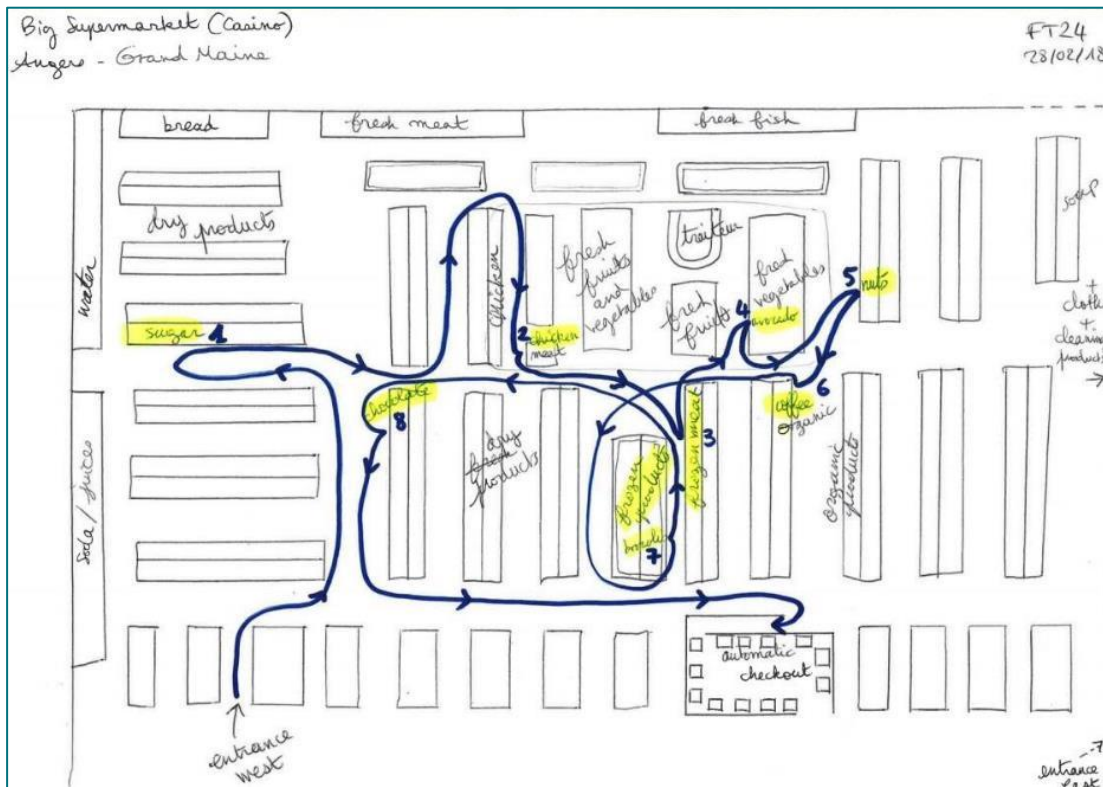 Big Supermarket (Casino)
Angers - Grand Maine
FT24
28/02/18
bread
fresh meat
fresh fish
dry products
water
sugar 1
soda / juices
chicken
2
chicken
meat
fresh
fruits
and
vegetables
traiteur
fresh
fruits
fresh
vegetables
avocado
4
5
nuts
soap
+
clothes
+
cleaning
products
→
chocolate
8
dry
fresh
products
frozen
products
broccolis
7
frozen meat
3
coffee
organic
6
organic
products
automatic
checkout
entrance
west
entrance
east